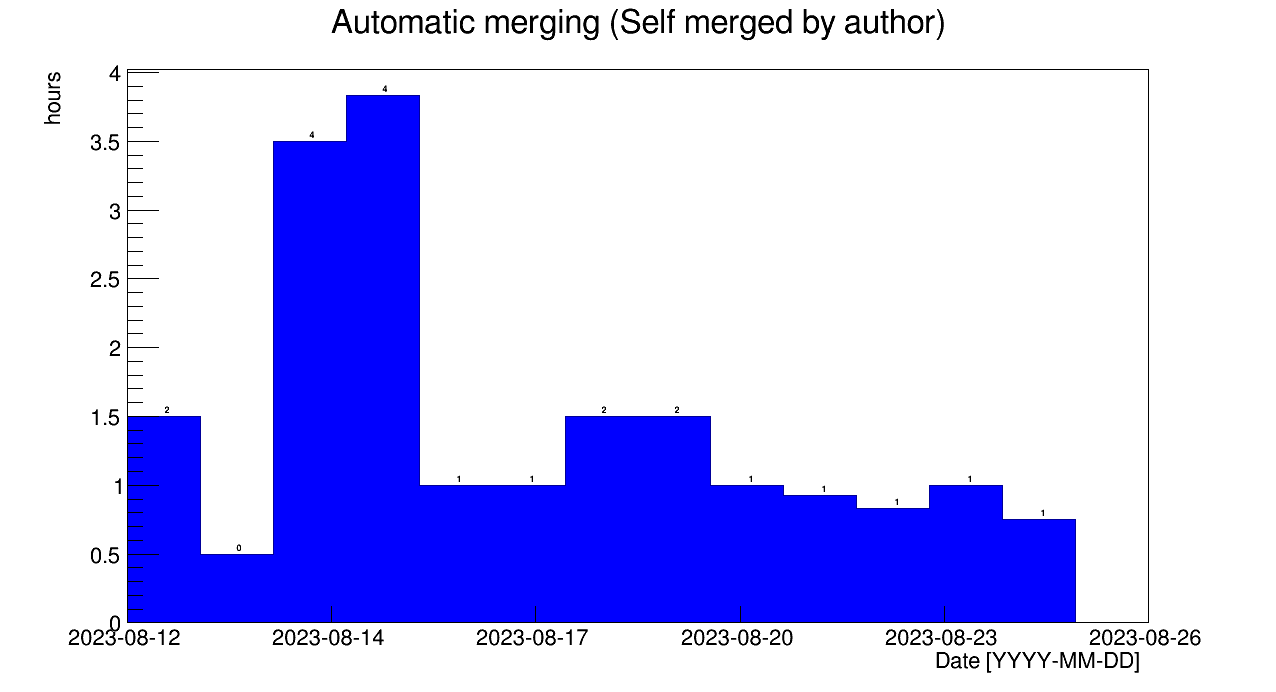 Automatic merging (Self merged by author)
hours
4
3.5
3
2.5
2
1.5
1
0.5
0
2 0 4 4 1 1 2 2 1 1 1 1 1
2023-08-12 2023-08-14 2023-08-17 2023-08-20 2023-08-23 2023-08-26
Date [YYYY-MM-DD]